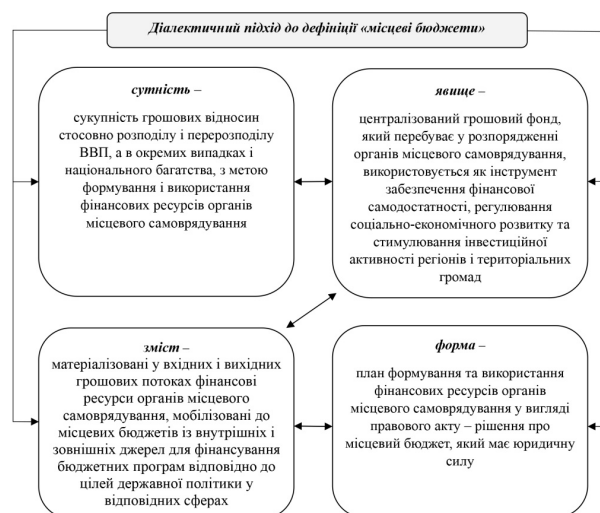 Діалектичний підхід до дефініції «місцеві бюджети»
сутність –
сукупність грошових відносин
стосовно розподілу і перерозподілу
ВВП, а в окремих випадках і
національного багатства, з метою
формування і використання
фінансових ресурсів органів
місцевого самоврядування
явище –
централізований грошовий фонд,
який перебуває у розпорядженні
органів місцевого самоврядування,
використовується як інструмент
забезпечення фінансової
самодостатності, регулювання
соціально-економічного розвитку та
стимулювання інвестиційної
активності регіонів і територіальних
громад
зміст –
матеріалізовані у вхідних і вихідних
грошових потоках фінансові
ресурси органів місцевого
самоврядування, мобілізовані до
місцевих бюджетів із внутрішніх і
зовнішніх джерел для фінансування
бюджетних програм відповідно до
цілей державної політики у
відповідних сферах
форма –
план формування та використання
фінансових ресурсів органів
місцевого самоврядування у вигляді
правового акту – рішення про
місцевий бюджет, який має юридичну
силу